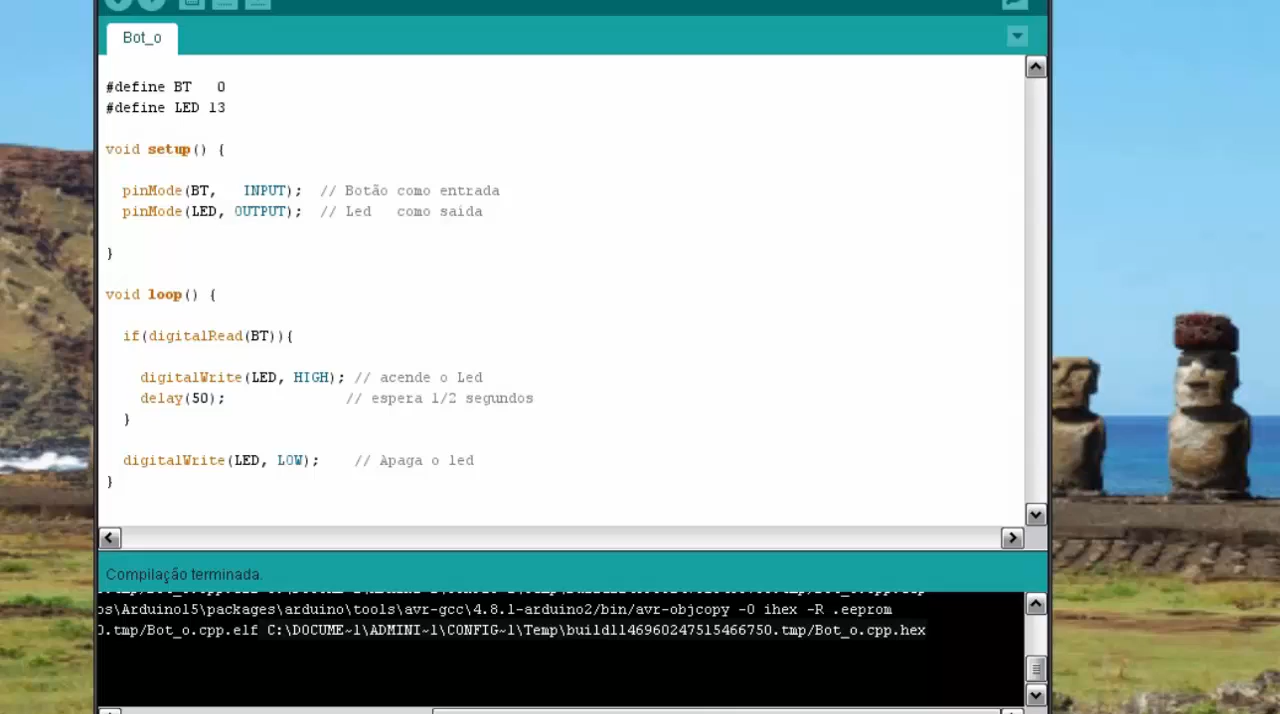 Bot_o
#define BT   0
#define LED 13
void setup() {
pinMode(BT,   INPUT);  // Botão como entrada
pinMode(LED, OUTPUT);  // Led   como saida
}
void loop() {
if(digitalRead(BT)){
digitalWrite(LED, HIGH); // acende o Led
delay(50);              // espera 1/2 segundos
}
digitalWrite(LED, LOW);    // Apaga o led
}
Compilação terminada.
os\Arduino15\packages\arduino\tools\avr-gcc\4.8.1-arduino2/bin/avr-objcopy -O ihex -R .eeprom
0.tmp/Bot_o.cpp.elf C:\DOCUME~1\ADMINI~1\CONFIG~1\Temp\build1146960247515466750.tmp/Bot_o.cpp.hex